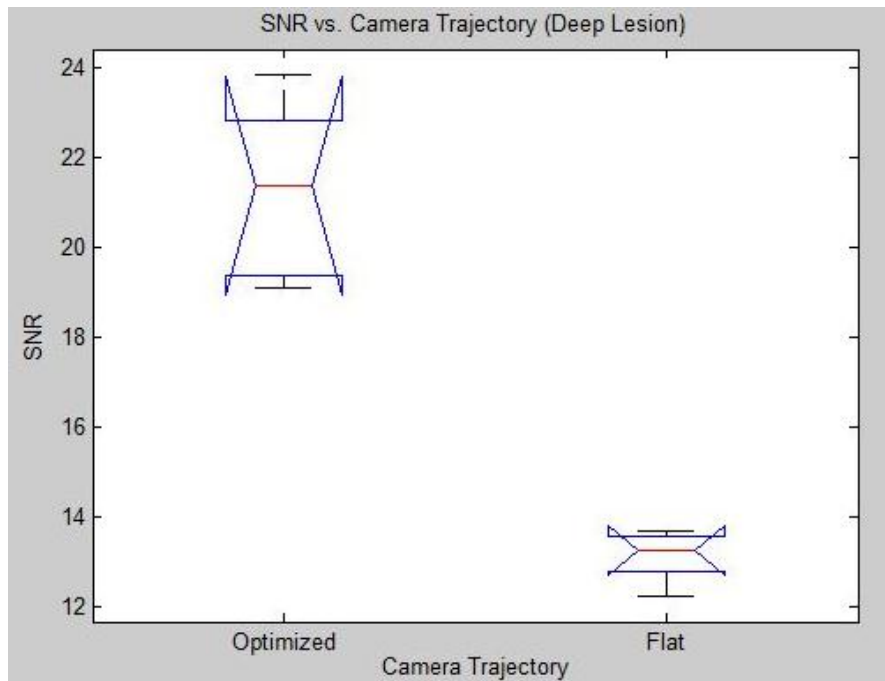 SNR vs. Camera Trajectory (Deep Lesion)
24
22
20
18
16
14
12
SNR
Optimized
Flat
Camera Trajectory